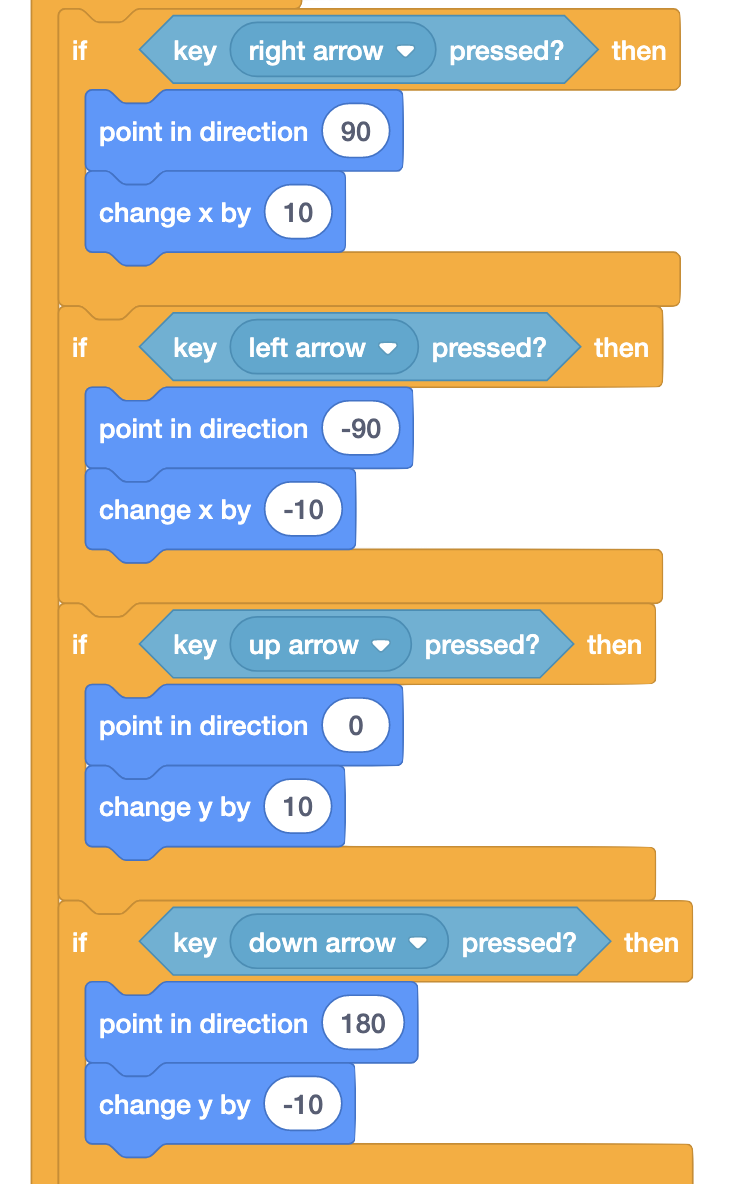 if key right arrow pressed? then
point in direction 90
change x by 10
if key left arrow pressed? then
point in direction -90
change x by -10
if key up arrow pressed? then
point in direction 0
change y by 10
if key down arrow pressed? then
point in direction 180
change y by -10